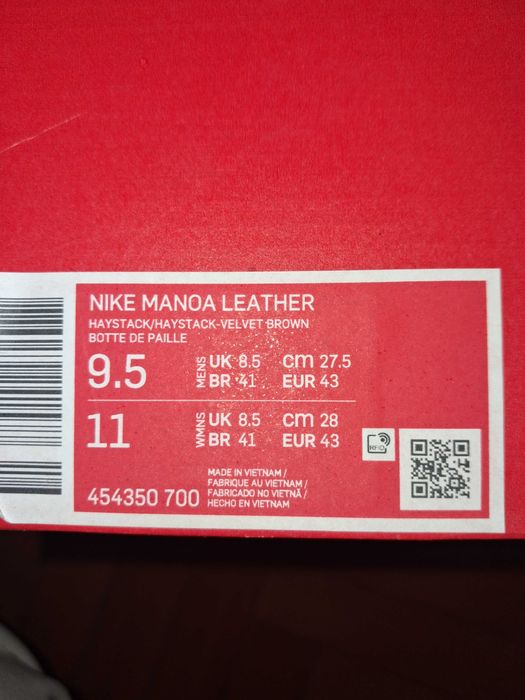 NIKE MANOA LEATHER
HAYSTACK/HAYSTACK-VELVET BROWN
BOTTE DE PAILLE
9.5 MENS UK 8.5 cm 27.5
BR 41 EUR 43
11 WMNS UK 8.5 cm 28
BR 41 EUR 43
RFID
MADE IN VIETNAM /
FABRIQUE AU VIETNAM /
FABRICADO NO VIETNÃ /
454350 700 HECHO EN VIETNAM